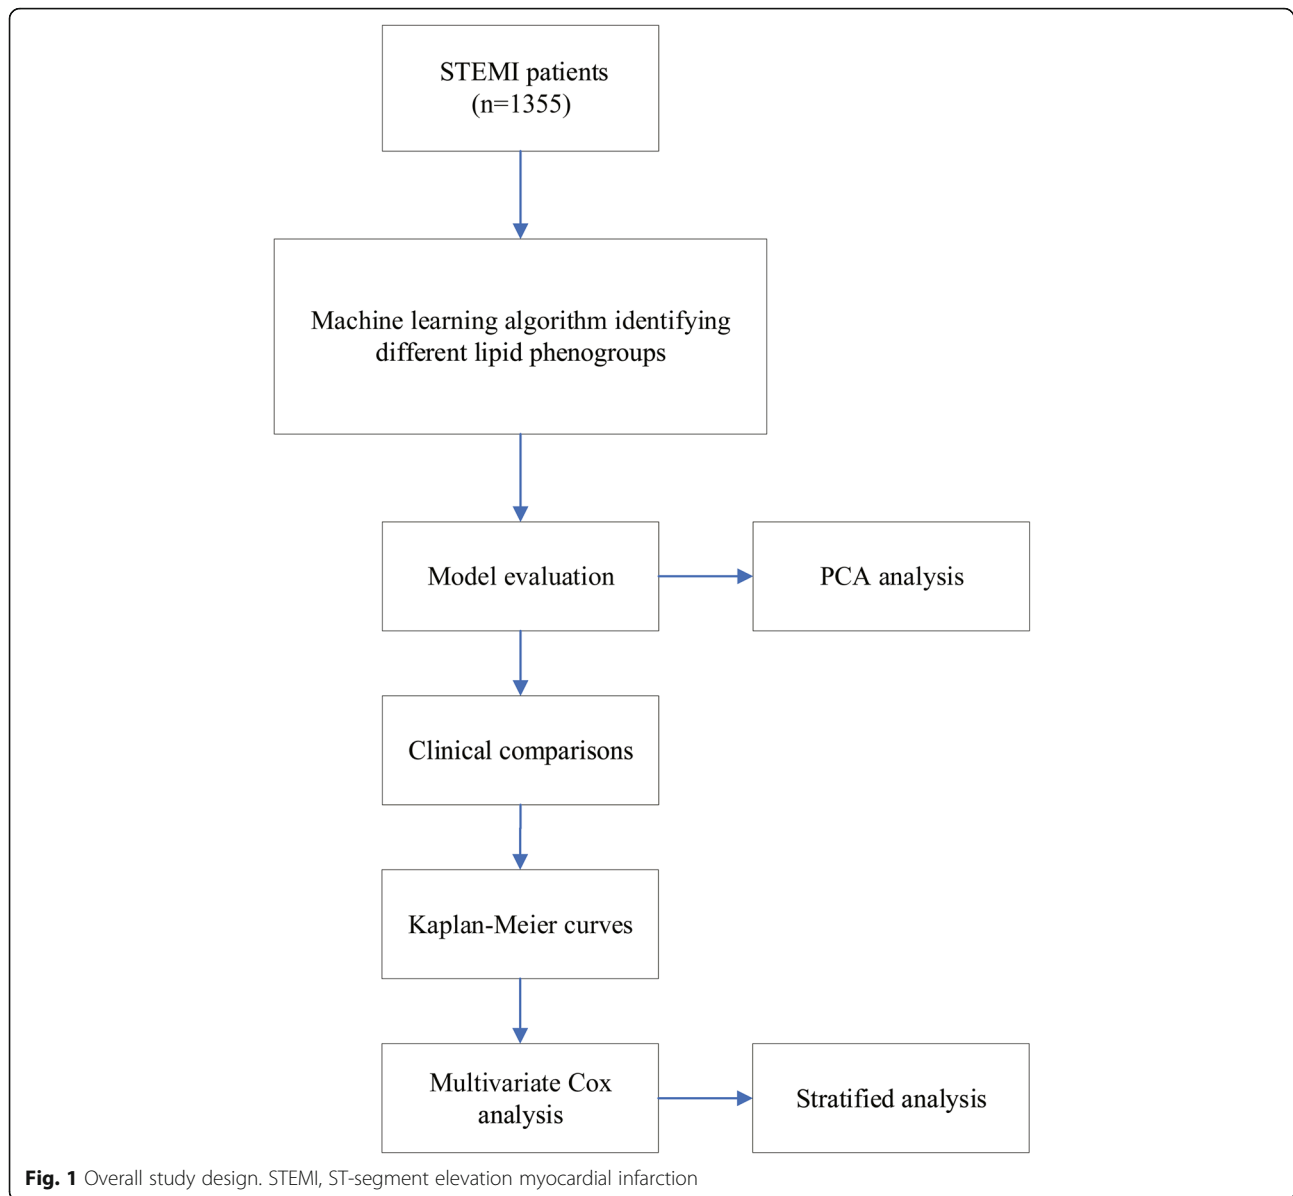 STEMI patients
(n=1355)
Machine learning algorithm identifying
different lipid phenogroups
Model evaluation
PCA analysis
Clinical comparisons
Kaplan-Meier curves
Multivariate Cox
analysis
Stratified analysis
Fig. 1 Overall study design. STEMI, ST-segment elevation myocardial infarction